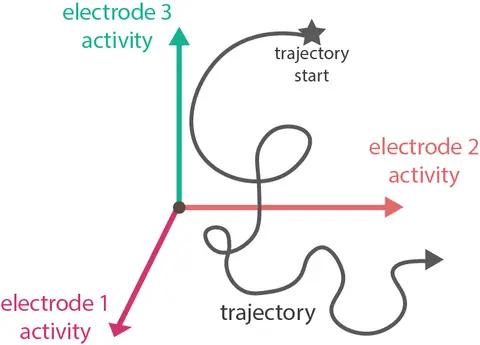 electrode 3
activity
trajectory
start
electrode 2
activity
electrode 1
activity
trajectory